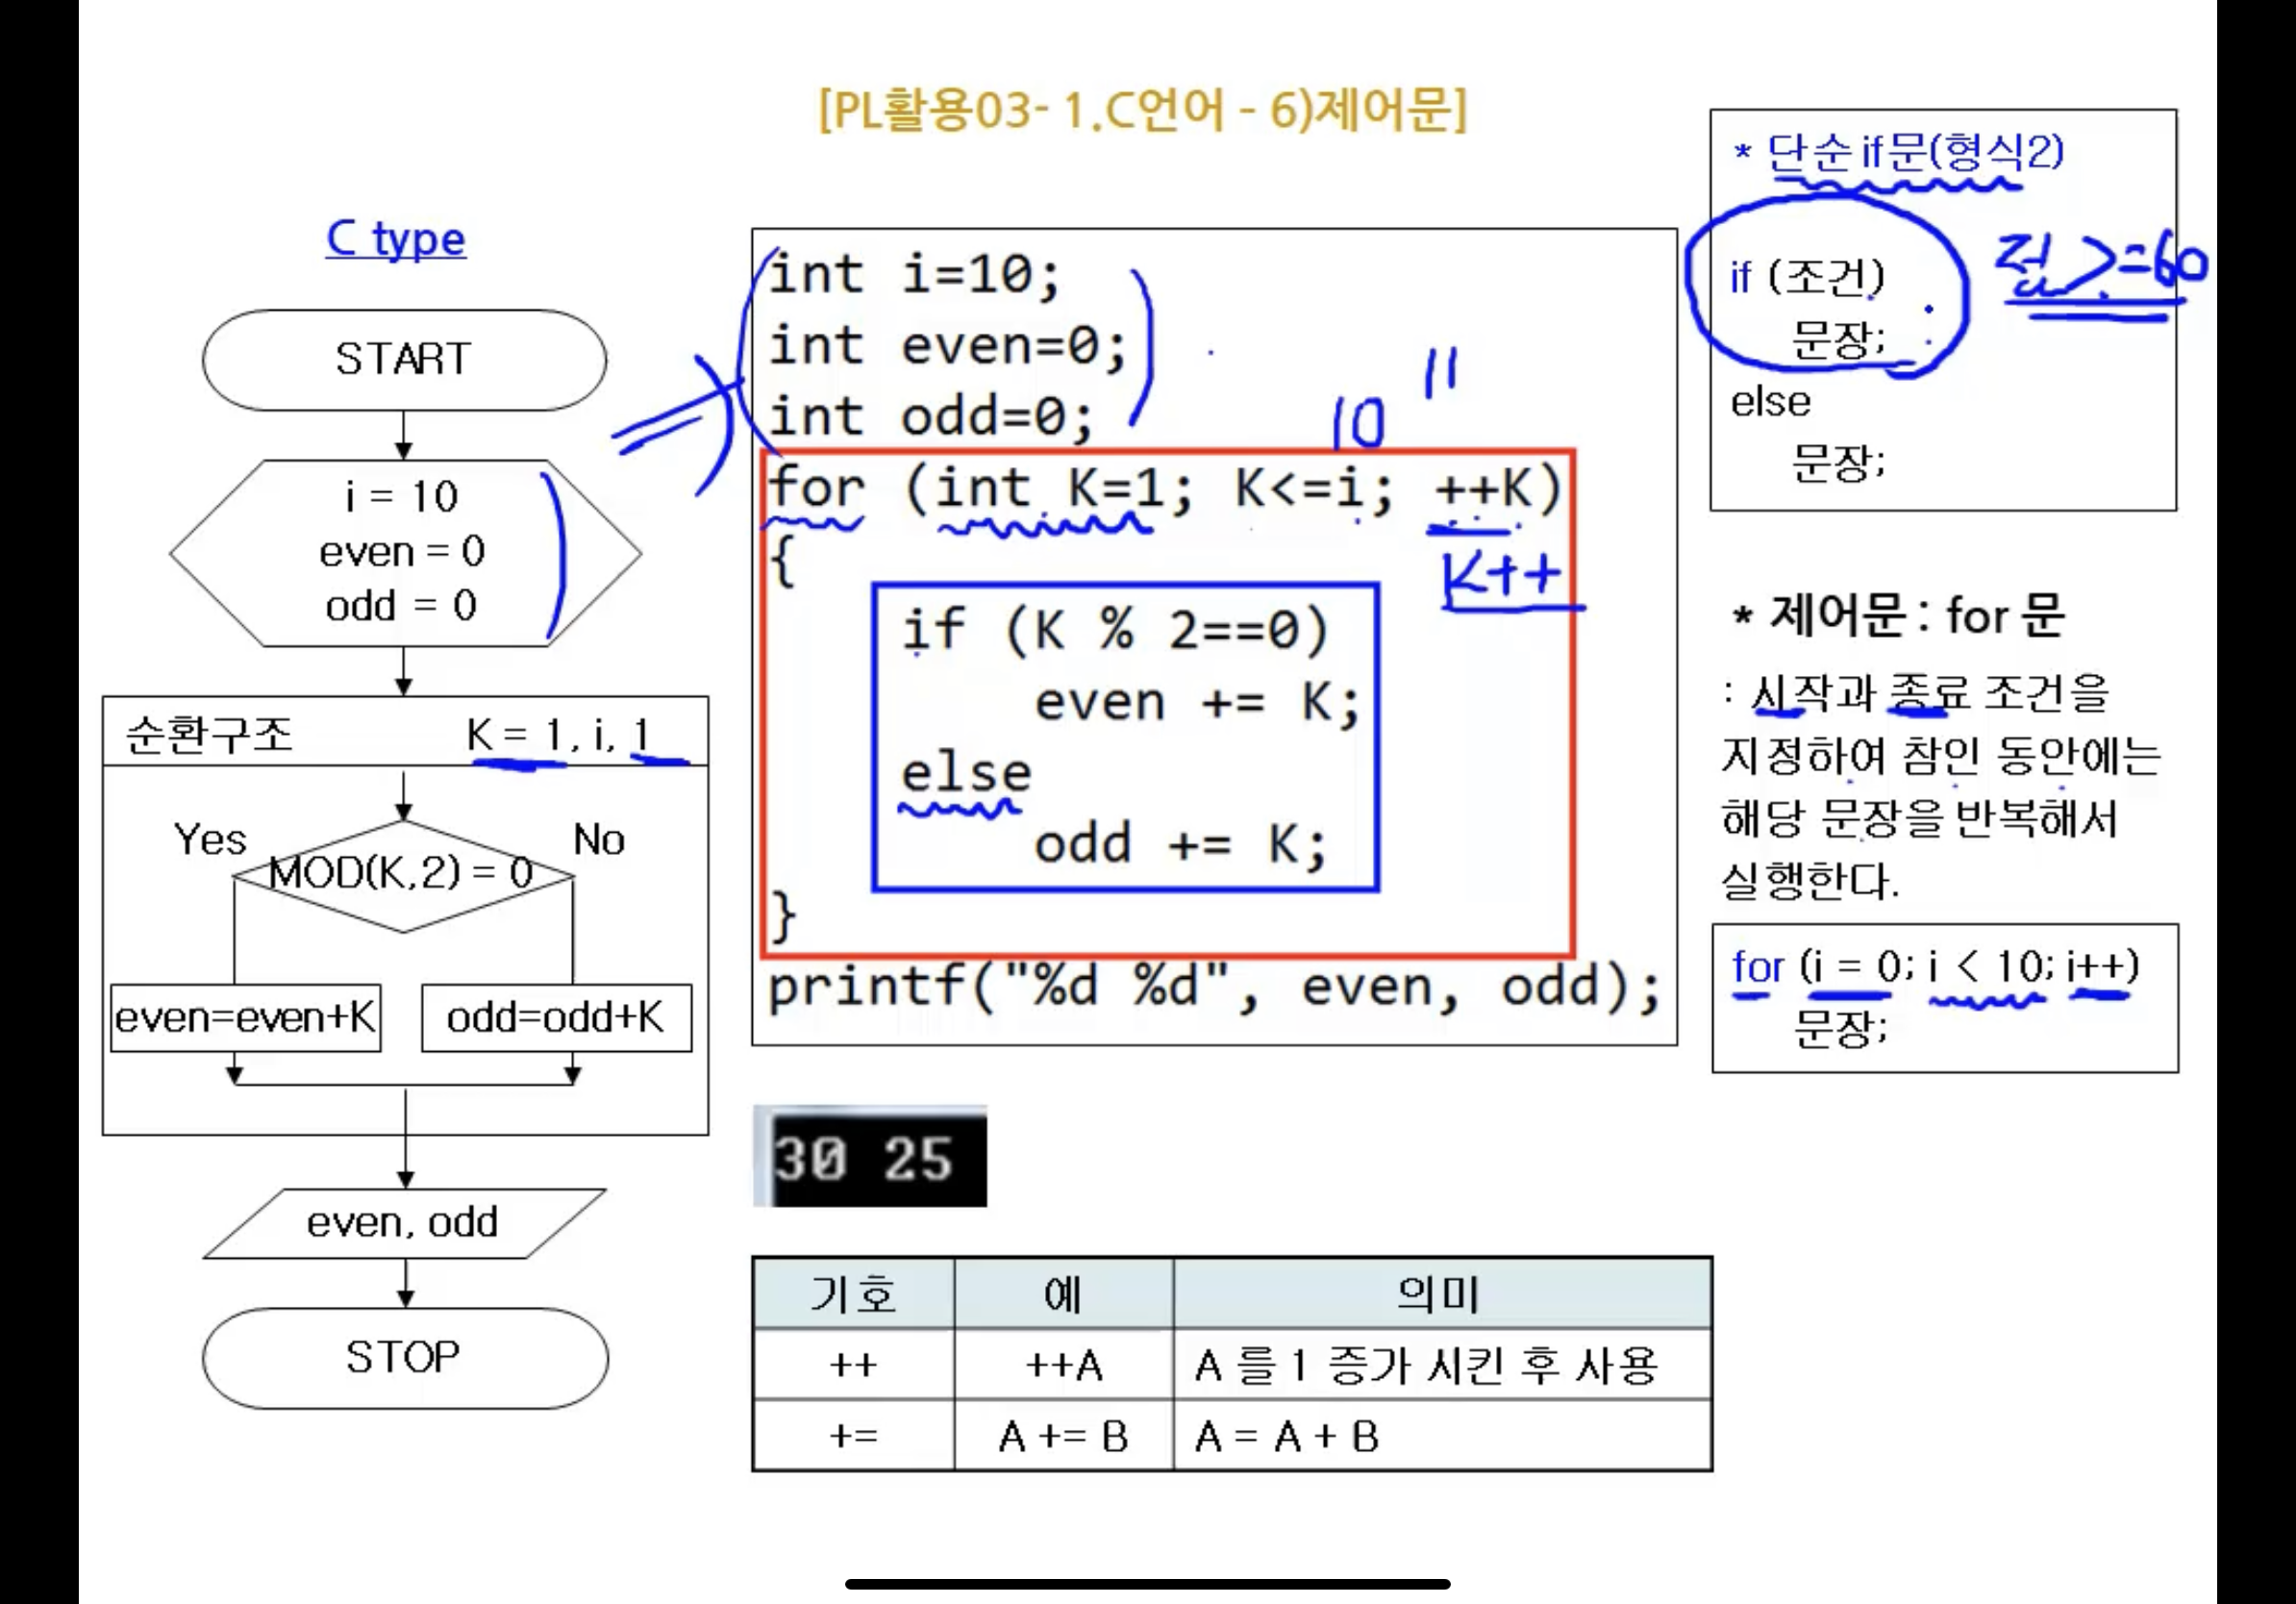 [PL활용03- 1.C언어 - 6)제어문]
C type
START
i = 10
even = 0
odd = 0
순환구조 K = 1, i, 1
Yes
No
MOD(K,2) = 0
even=even+K
odd=odd+K
even, odd
STOP
int i=10;
int even=0;
int odd=0;
10
11
for (int K=1; K<=i; ++K)
K++
{
if (K % 2==0)
even += K;
else
odd += K;
}
printf("%d %d", even, odd);
30 25
기호 예 의미
++ ++A A 를 1 증가 시킨 후 사용
+= A += B A = A + B
* 단순 if문(형식2)
if (조건)
문장;
else
문장;
점>=60
* 제어문 : for 문
: 시작과 종료 조건을
지정하여 참인 동안에는
해당 문장을 반복해서
실행한다.
for (i = 0; i < 10; i++)
문장;